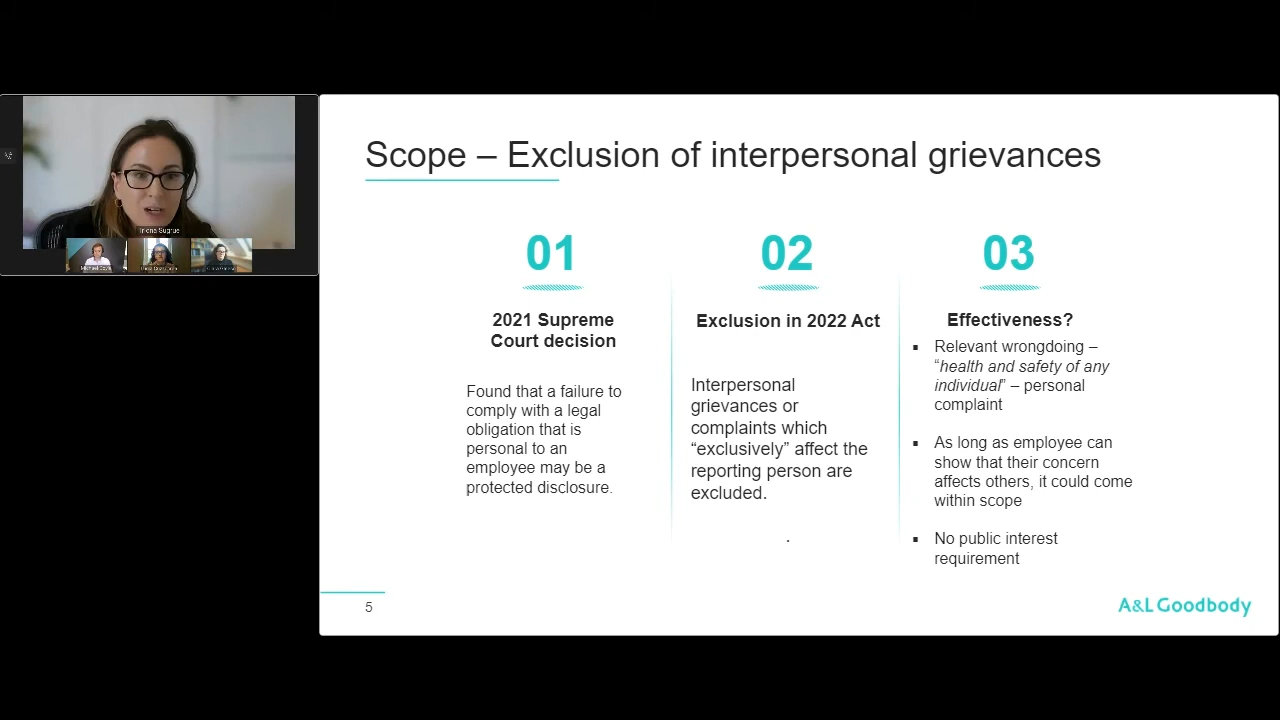 Scope – Exclusion of interpersonal grievances
01
2021 Supreme
Court decision
Found that a failure to
comply with a legal
obligation that is
personal to an
employee may be a
protected disclosure.
02
Exclusion in 2022 Act
Interpersonal
grievances or
complaints which
“exclusively” affect the
reporting person are
excluded.
.
03
Effectiveness?
▪ Relevant wrongdoing –
“health and safety of any
individual” – personal
complaint
▪ As long as employee can
show that their concern
affects others, it could come
within scope
▪ No public interest
requirement
5
A&L Goodbody
Triona Sugrue